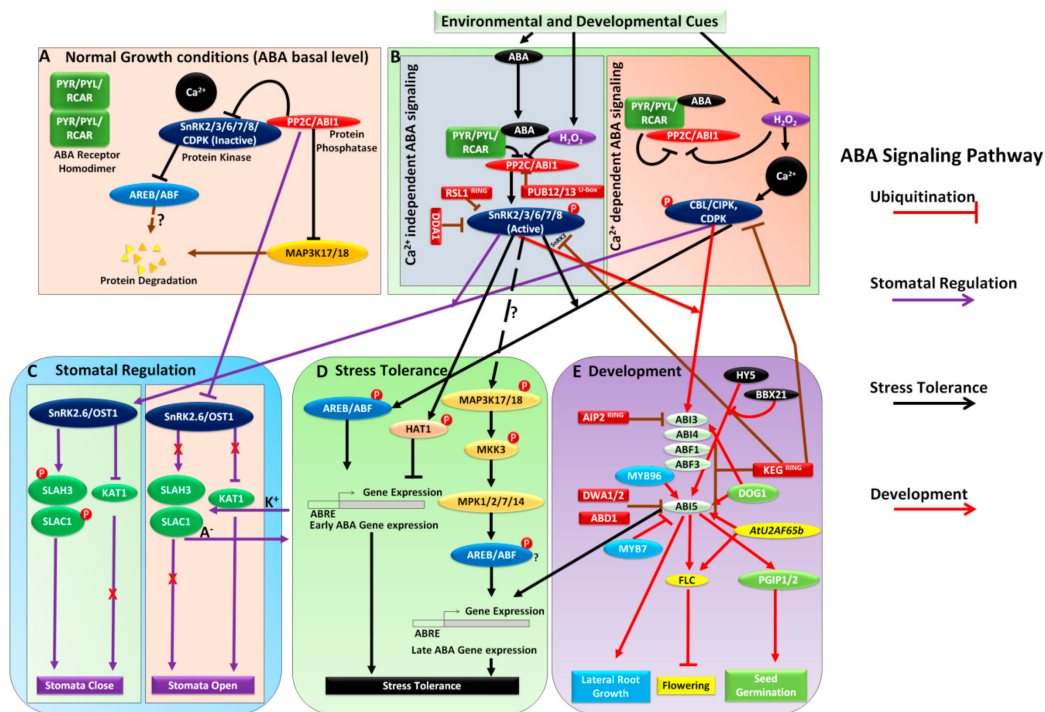 Environmental and Developmental Cues
A
Normal Growth conditions (ABA basal level)
PYR/PYL/
RCAR
PYR/PYL/
RCAR
ABA Receptor
Homodimer
Ca2+
SnRK2/3/6/7/8/
CDPK (Inactive)
Protein Kinase
PP2C/ABI1
Protein
Phosphatase
AREB/ABF
?
MAP3K17/18
Protein Degradation
B
Ca2+ independent ABA signaling
ABA
ABA
PYR/PYL/
RCAR
H2O2
PP2C/ABI1
RSL1 RING
PUB12/13 U-box
DDA1
SnRK2/3/6/7/8
(Active)
P
SnRK3
?
Ca2+ dependent ABA signaling
PYR/PYL/
RCAR
ABA
PP2C/ABI1
H2O2
Ca2+
P
CBL/CIPK,
CDPK
ABA Signaling Pathway
Ubiquitination
Stomatal Regulation
Stress Tolerance
Development
C
Stomatal Regulation
SnRK2.6/OST1
SnRK2.6/OST1
X
X
P
SLAH3
KAT1
SLAC1
P
SLAH3
KAT1
SLAC1
K+
A-
X
X
Stomata Close
Stomata Open
D
Stress Tolerance
AREB/ABF
P
HAT1
P
MAP3K17/18
P
MKK3
P
MPK1/2/7/14
AREB/ABF
P
?
Gene Expression
ABRE
Early ABA Gene expression
Gene Expression
ABRE
Late ABA Gene expression
Stress Tolerance
E
Development
HY5
BBX21
AIP2 RING
ABI3
ABI4
ABF1
ABF3
KEG RING
MYB96
DOG1
DWA1/2
ABI5
ABD1
AtU2AF65b
MYB7
FLC
PGIP1/2
Lateral Root
Growth
Flowering
Seed
Germination